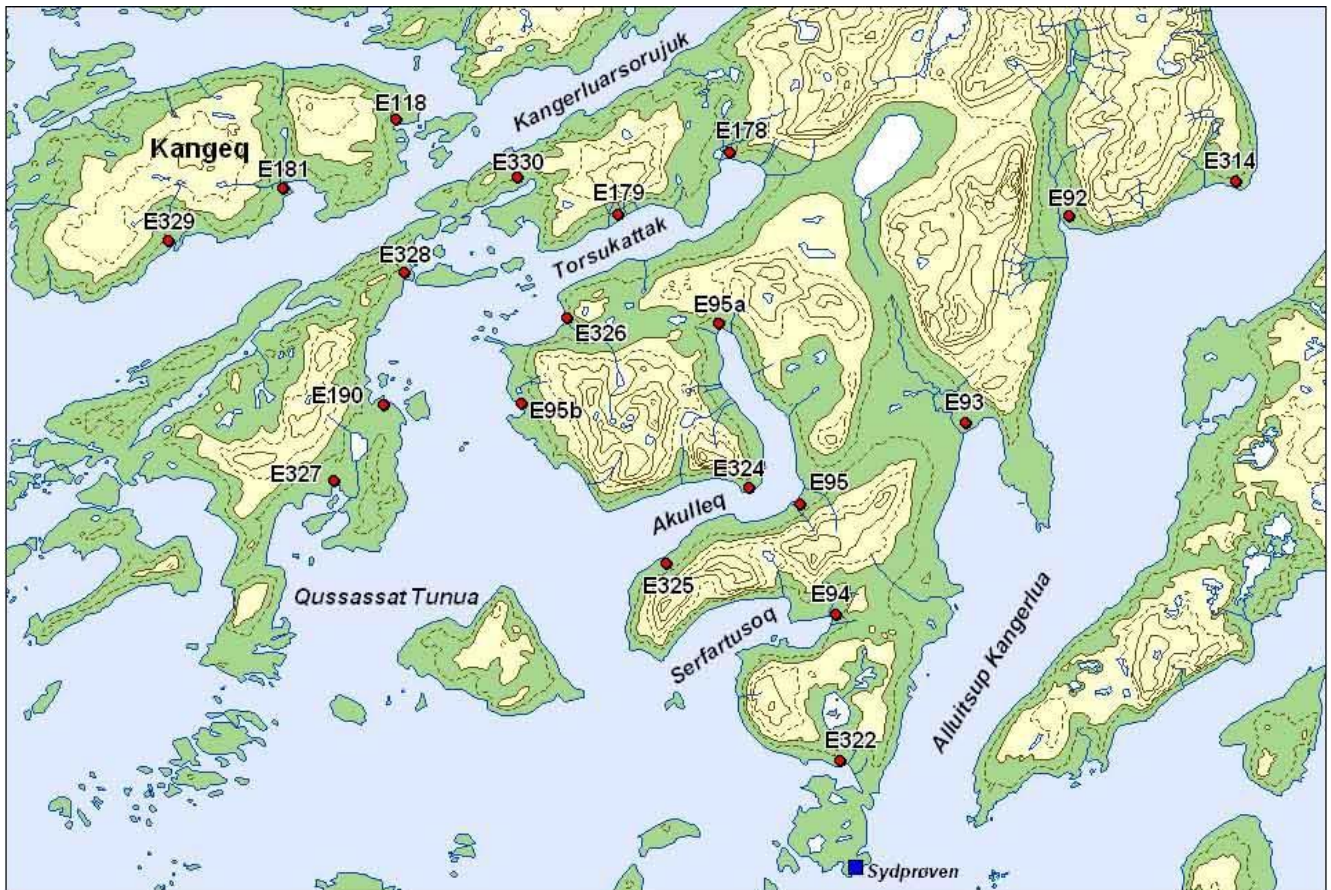 Kangerluarsorujuk
E118
E178
Kangeq
E330
E181
E179
E314
E92
E329
Torsukattak
E328
E95a
E326
E190
E95b
E93
E327
E324
E95
Akulleq
E325
E94
Qussassat Tunua
Serfartusoq
Alluitsup Kangerlua
E322
Sydprøven